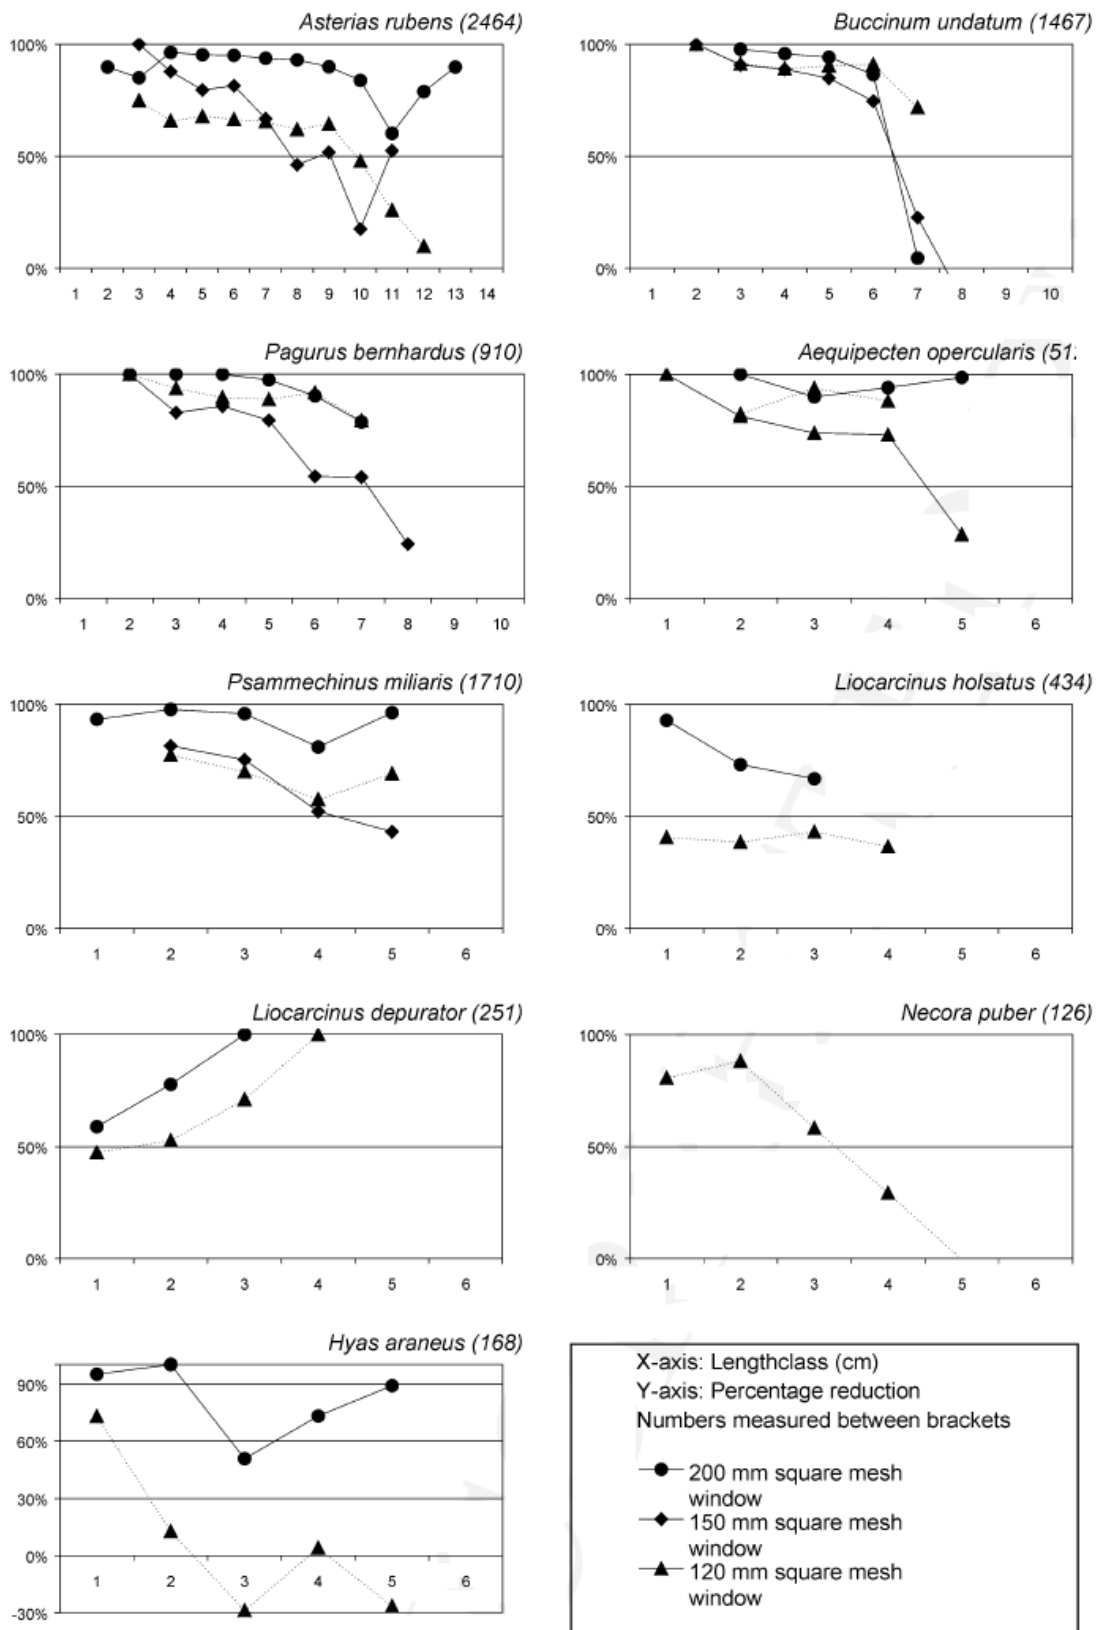 Asterias rubens (2464)
100%
50%
0%
1 2 3 4 5 6 7 8 9 10 11 12 13 14
Buccinum undatum (1467)
100%
50%
0%
1 2 3 4 5 6 7 8 9 10
Pagurus bernhardus (910)
100%
50%
0%
1 2 3 4 5 6 7 8 9 10
Aequipecten opercularis (51
100%
50%
0%
1 2 3 4 5 6
Psammechinus miliaris (1710)
100%
50%
0%
1 2 3 4 5 6
Liocarcinus holsatus (434)
100%
50%
0%
1 2 3 4 5 6
Liocarcinus depurator (251)
100%
50%
0%
1 2 3 4 5 6
Necora puber (126)
100%
50%
0%
1 2 3 4 5 6
Hyas araneus (168)
90%
60%
30%
0%
1 2 3 4 5 6
-30%
X-axis: Lengthclass (cm)
Y-axis: Percentage reduction
Numbers measured between brackets
200 mm square mesh
window
150 mm square mesh
window
120 mm square mesh
window